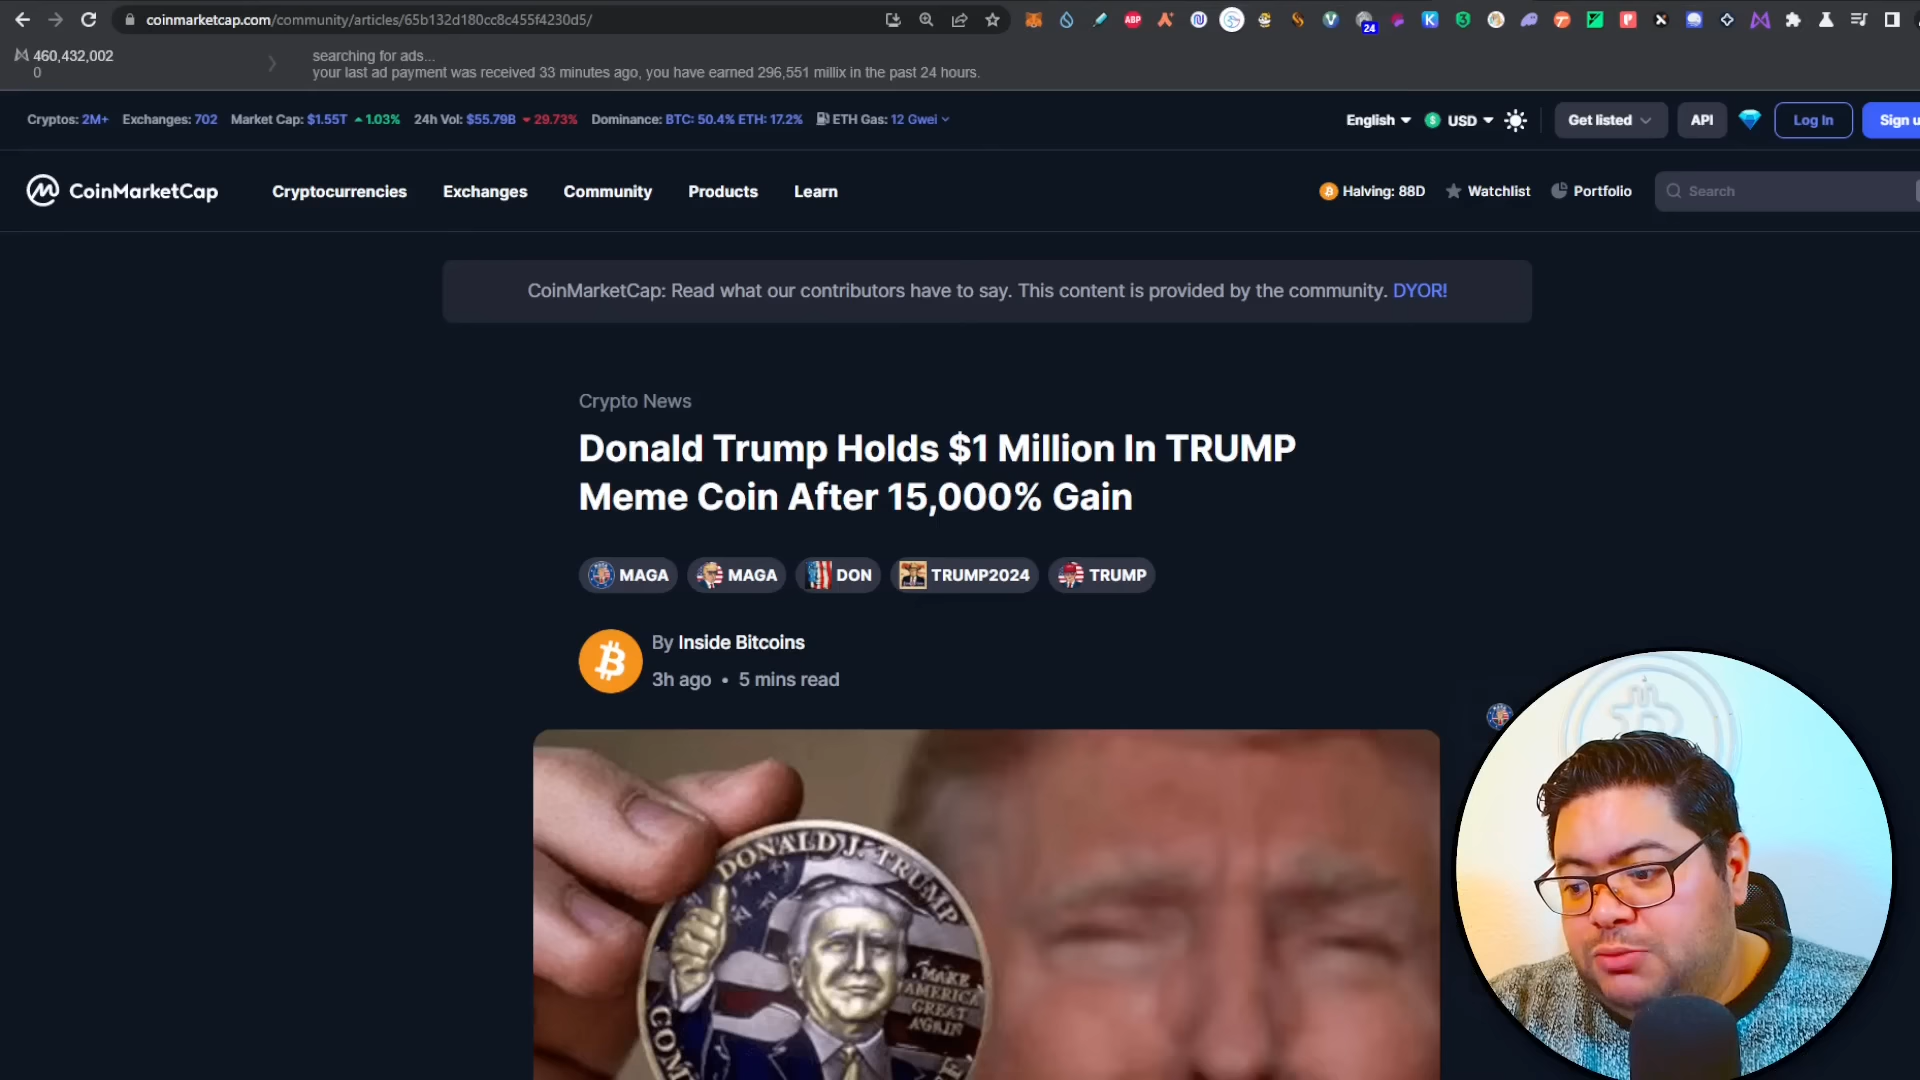 coinmarketcap.com/community/articles/65b132d180cc8c455f4230d5/
ABP
24
460,432,002
0
searching for ads...
your last ad payment was received 33 minutes ago, you have earned 296,551 millix in the past 24 hours.
Cryptos: 2M+ Exchanges: 702 Market Cap: $1.55T 1.03% 24h Vol: $55.79B 29.73% Dominance: BTC: 50.4% ETH: 17.2% ETH Gas: 12 Gwei
English USD Get listed API Log In Sign u
CoinMarketCap Cryptocurrencies Exchanges Community Products Learn Halving: 88D Watchlist Portfolio Search
CoinMarketCap: Read what our contributors have to say. This content is provided by the community. DYOR!
Crypto News
Donald Trump Holds $1 Million In TRUMP
Meme Coin After 15,000% Gain
MAGA MAGA DON TRUMP2024 TRUMP
By Inside Bitcoins
3h ago • 5 mins read
DONALD J. TRUMP
MAKE
AMERICA
GREAT
AGAIN